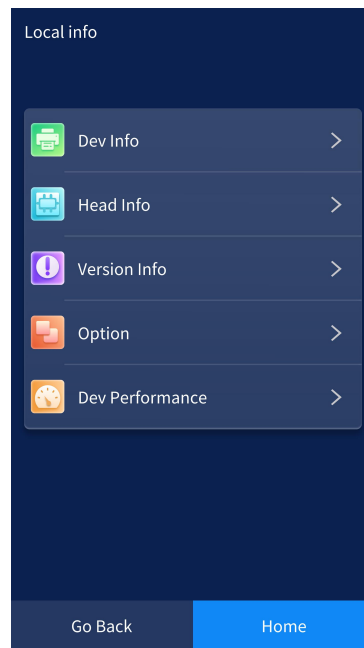 Local info
Dev Info
Head Info
Version Info
Option
Dev Performance
Go Back
Home